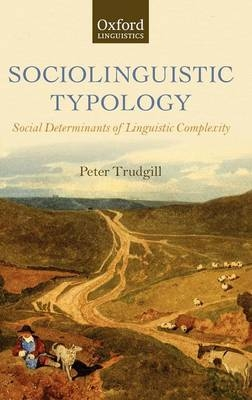 Oxford
LINGUISTICS
SOCIOLINGUISTIC
TYPOLOGY
Social Determinants of Linguistic Complexity
Peter Trudgill